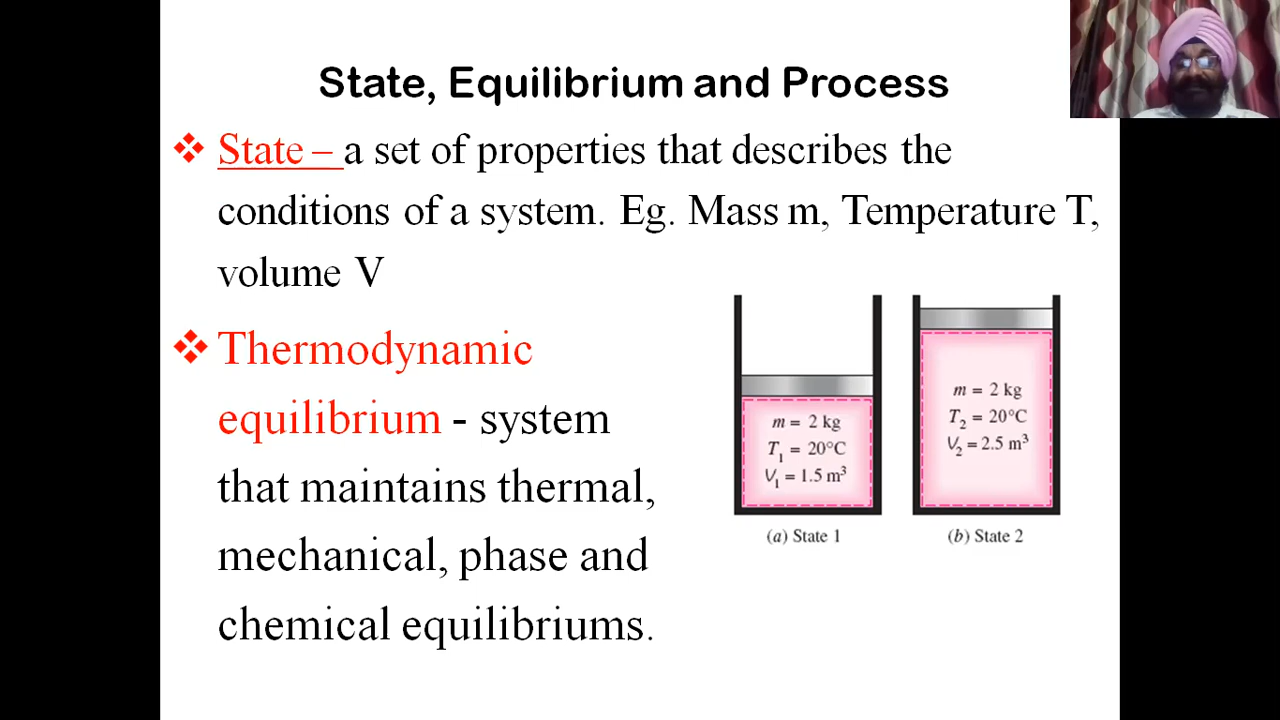 State, Equilibrium and Process
❖ State – a set of properties that describes the
conditions of a system. Eg. Mass m, Temperature T,
volume V
❖ Thermodynamic
equilibrium - system
that maintains thermal,
mechanical, phase and
chemical equilibriums.
m = 2 kg
T₁ = 20°C
V₁ = 1.5 m³
(a) State 1
m = 2 kg
T₂ = 20°C
V₂ = 2.5 m³
(b) State 2